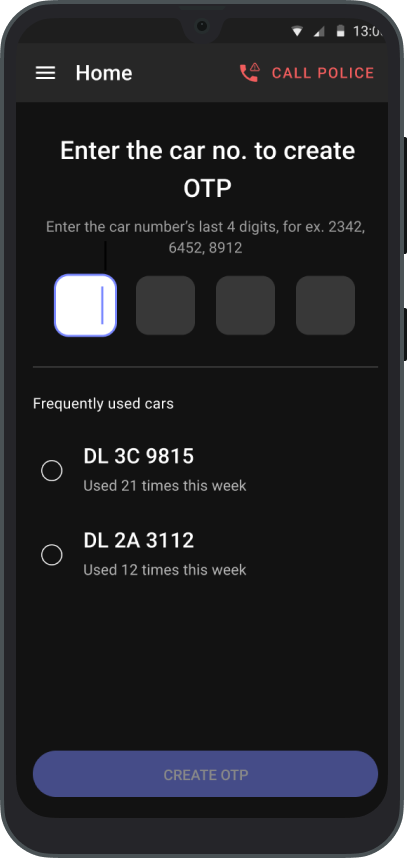 13:0
Home
CALL POLICE
Enter the car no. to create
OTP
Enter the car number's last 4 digits, for ex. 2342,
6452, 8912
Frequently used cars
DL 3C 9815
Used 21 times this week
DL 2A 3112
Used 12 times this week
CREATE OTP